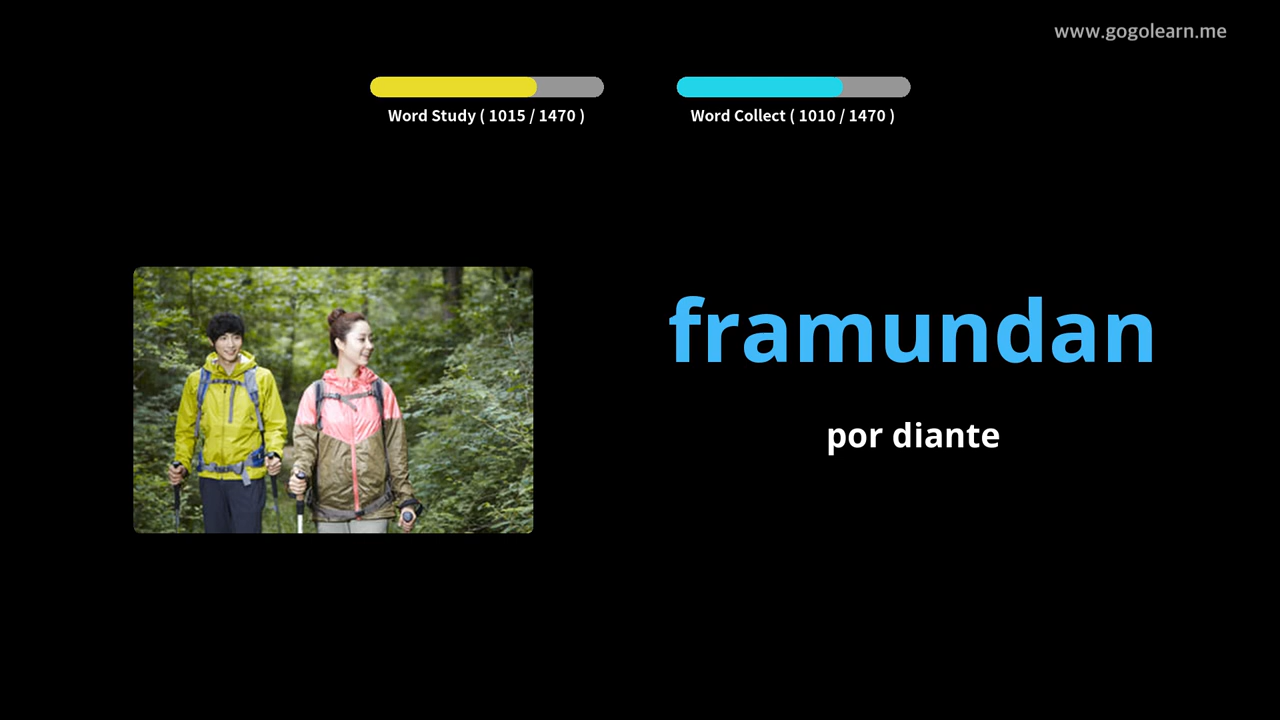 www.gogolearn.me
Word Study ( 1015 / 1470 )
Word Collect ( 1010 / 1470 )
framundan
por diante